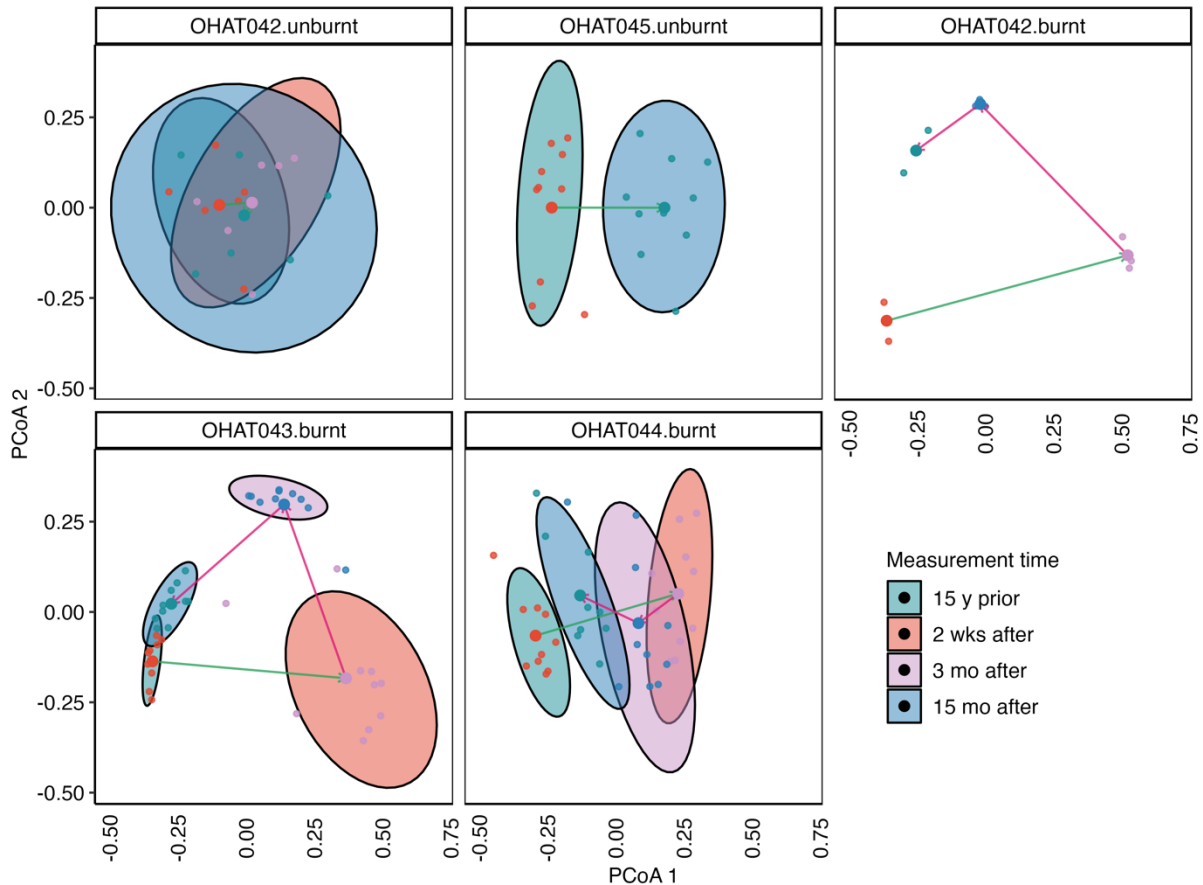 OHAT042.unburnt
OHAT045.unburnt
OHAT042.burnt
0.25
0.00
-0.25
-0.50
PCoA 2
-0.50
-0.25
0.00
0.25
0.50
0.75
OHAT043.burnt
OHAT044.burnt
0.25
0.00
-0.25
-0.50
Measurement time
15 y prior
2 wks after
3 mo after
15 mo after
-0.50
-0.25
0.00
0.25
0.50
0.75
-0.50
-0.25
0.00
0.25
0.50
0.75
PCoA 1